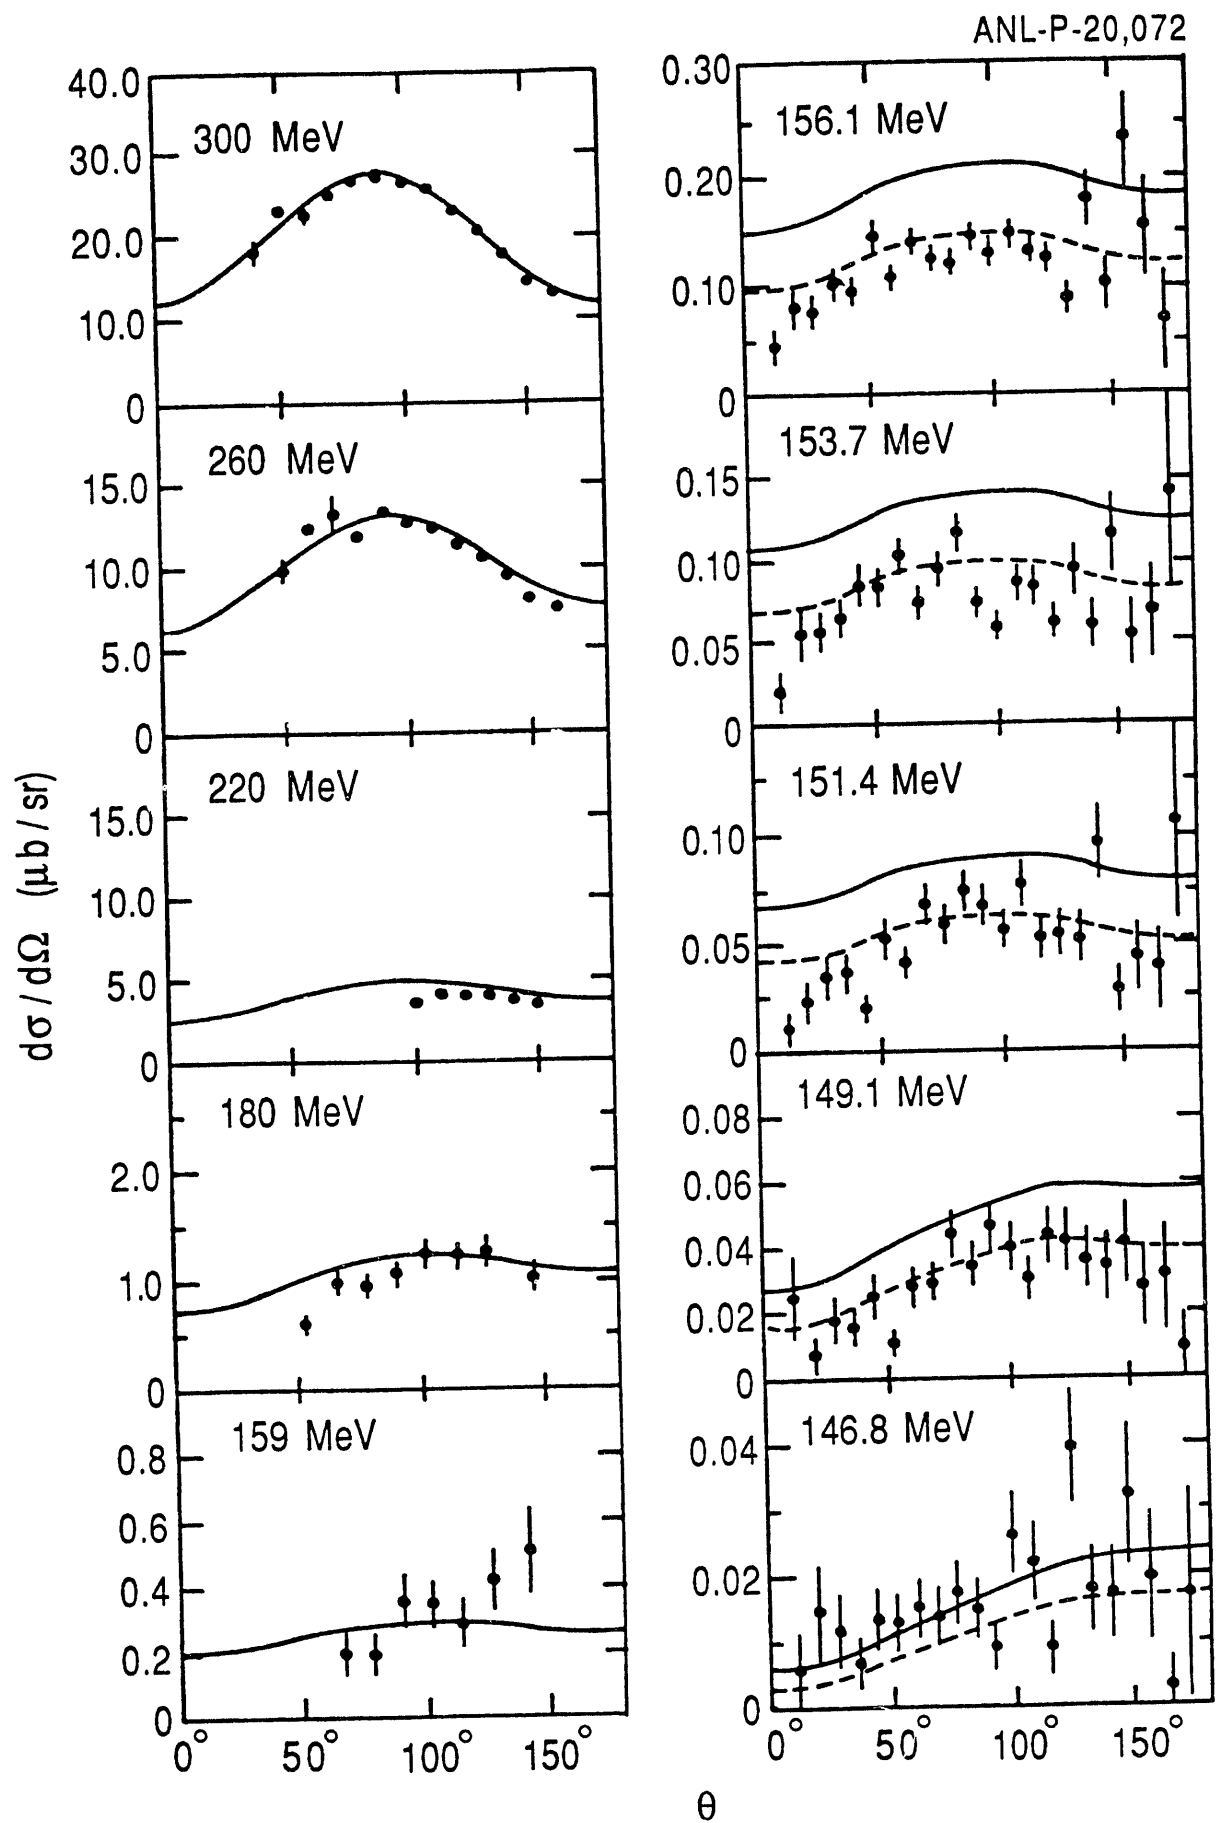 ANL-P-20,072
dσ/dΩ (μb/sr)
300 MeV
40.0
30.0
20.0
10.0
0
260 MeV
15.0
10.0
5.0
0
220 MeV
15.0
10.0
5.0
0
180 MeV
2.0
1.0
0
159 MeV
0.8
0.6
0.4
0.2
0
0° 50° 100° 150°
156.1 MeV
0.30
0.20
0.10
0
153.7 MeV
0.15
0.10
0.05
0
151.4 MeV
0.10
0.05
0
149.1 MeV
0.08
0.06
0.04
0.02
0
146.8 MeV
0.04
0.02
0
0° 50° 100° 150°
θ